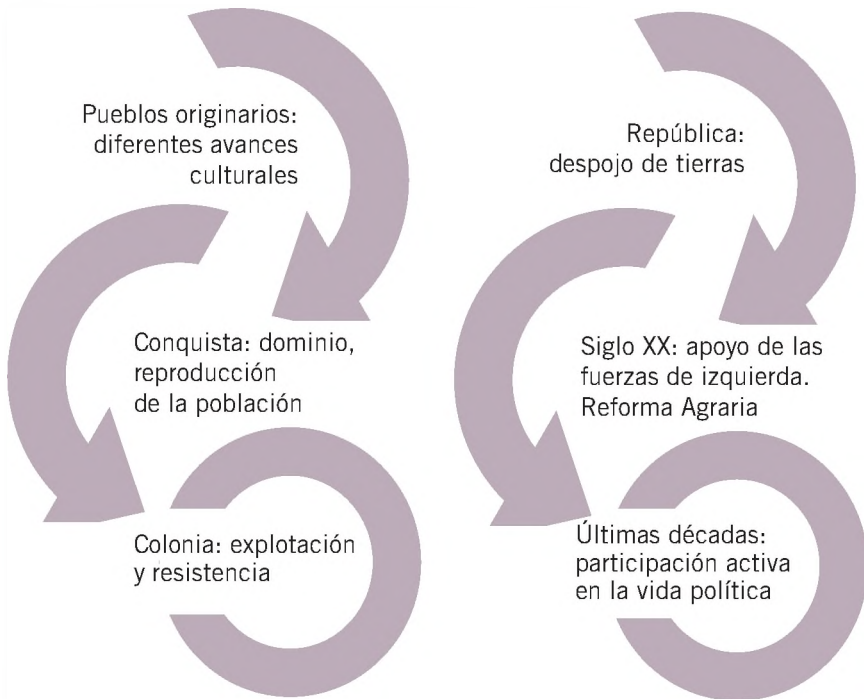 Pueblos originarios:
diferentes avances
culturales
Conquista: dominio,
reproducción
de la población
Colonia: explotación
y resistencia
República:
despojo de tierras
Siglo XX: apoyo de las
fuerzas de izquierda.
Reforma Agraria
Últimas décadas:
participación activa
en la vida política